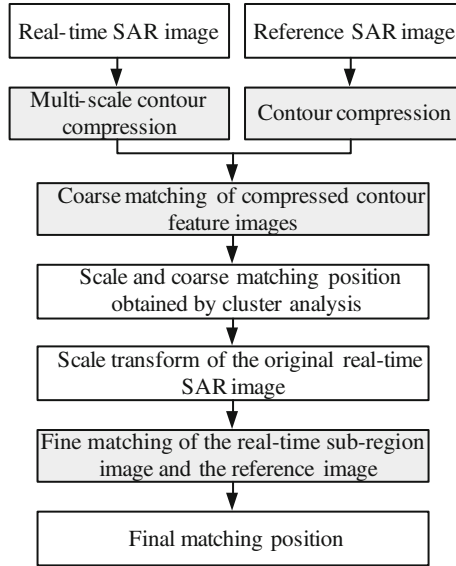 Real-time SAR image
Reference SAR image
Multi-scale contour
compression
Contour compression
Coarse matching of compressed contour
feature images
Scale and coarse matching position
obtained by cluster analysis
Scale transform of the original real-time
SAR image
Fine matching of the real-time sub-region
image and the reference image
Final matching position